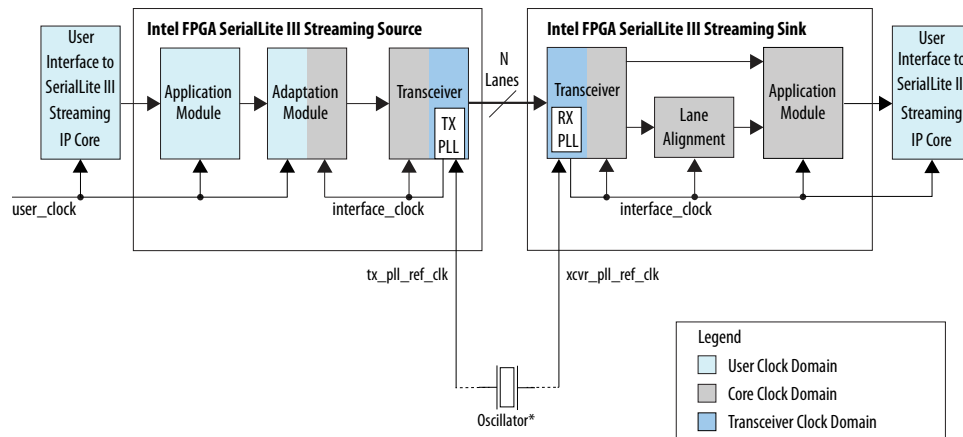 Intel FPGA SerialLite III Streaming Source
Intel FPGA SerialLite III Streaming Sink
User
Interface to
SerialLite III
Streaming
IP Core
Application
Module
Adaptation
Module
Transceiver
TX
PLL
N
Lanes
Transceiver
RX
PLL
Lane
Alignment
Application
Module
User
Interface to
SerialLite II
Streaming
IP Core
user_clock
interface_clock
interface_clock
tx_pll_ref_clk
xcvr_pll_ref_clk
Oscillator*
Legend
User Clock Domain
Core Clock Domain
Transceiver Clock Domain